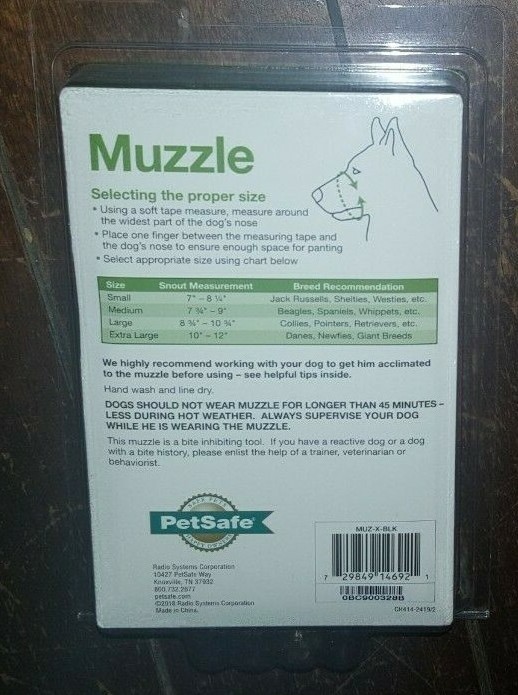 Muzzle
Selecting the proper size
• Using a soft tape measure, measure around
the widest part of the dog's nose
• Place one finger between the measuring tape and
the dog's nose to ensure enough space for panting
• Select appropriate size using chart below
Size Snout Measurement Breed Recommendation
Small 7" – 8 ¼" Jack Russells, Shelties, Westies, etc.
Medium 7 ¾" – 9" Beagles, Spaniels, Whippets, etc.
Large 8 ¾" – 10 ¾" Collies, Pointers, Retrievers, etc.
Extra Large 10" – 12" Danes, Newfies, Giant Breeds
We highly recommend working with your dog to get him acclimated
to the muzzle before using – see helpful tips inside.
Hand wash and line dry.
DOGS SHOULD NOT WEAR MUZZLE FOR LONGER THAN 45 MINUTES –
LESS DURING HOT WEATHER. ALWAYS SUPERVISE YOUR DOG
WHILE HE IS WEARING THE MUZZLE.
This muzzle is a bite inhibiting tool. If you have a reactive dog or a dog
with a bite history, please enlist the help of a trainer, veterinarian or
behaviorist.
PetSafe
MUZ-X-BLK
7 29849 14692 1
Radio Systems Corporation
10427 PetSafe Way
Knoxville, TN 37932
800.732.2677
petsafe.com
©2010 Radio Systems Corporation
Made in China.
0BC9003288
CR414-2419/2